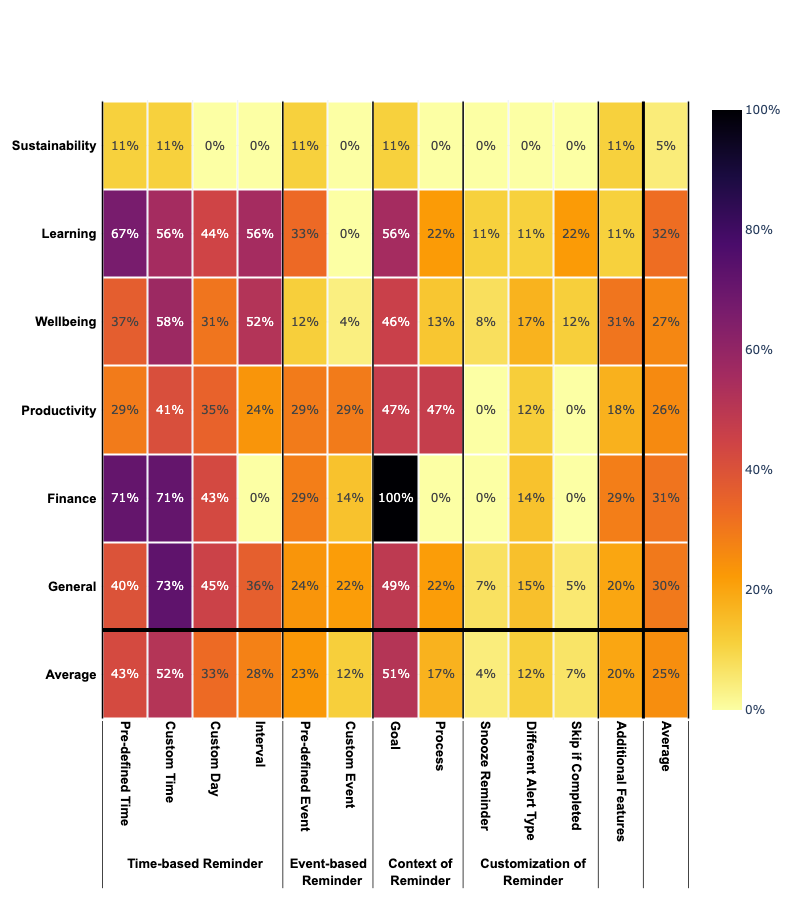 Sustainability 11% 11% 0% 0% 11% 0% 11% 0% 0% 0% 0% 11% 5%
Learning 67% 56% 44% 56% 33% 0% 56% 22% 11% 11% 22% 11% 32%
Wellbeing 37% 58% 31% 52% 12% 4% 46% 13% 8% 17% 12% 31% 27%
Productivity 29% 41% 35% 24% 29% 29% 47% 47% 0% 12% 0% 18% 26%
Finance 71% 71% 43% 0% 29% 14% 100% 0% 0% 14% 0% 29% 31%
General 40% 73% 45% 36% 24% 22% 49% 22% 7% 15% 5% 20% 30%
Average 43% 52% 33% 28% 23% 12% 51% 17% 4% 12% 7% 20% 25%
Pre-defined Time
Custom Time
Custom Day
Interval
Pre-defined Event
Custom Event
Goal
Process
Snooze Reminder
Different Alert Type
Skip if Completed
Additional Features
Average
Time-based Reminder
Event-based
Reminder
Context of
Reminder
Customization of
Reminder
100%
80%
60%
40%
20%
0%